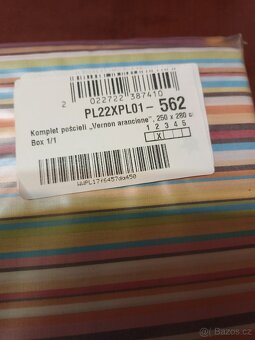 2 022722 387410
PL22XPL01- 562
Komplet pościeli „Vernon arancione", 250 x 280 c
1 2 3 4 5
X
Box 1/1
Sbazar.cz